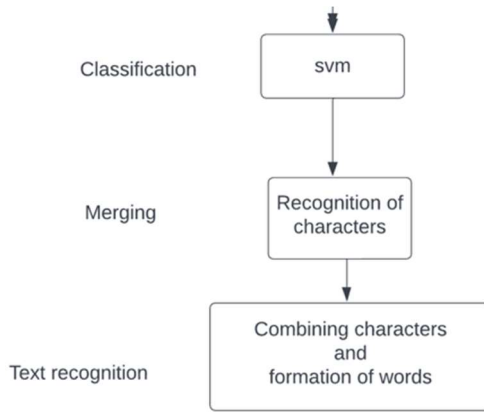 Classification
svm
Merging
Recognition of
characters
Combining characters
and
formation of words
Text recognition